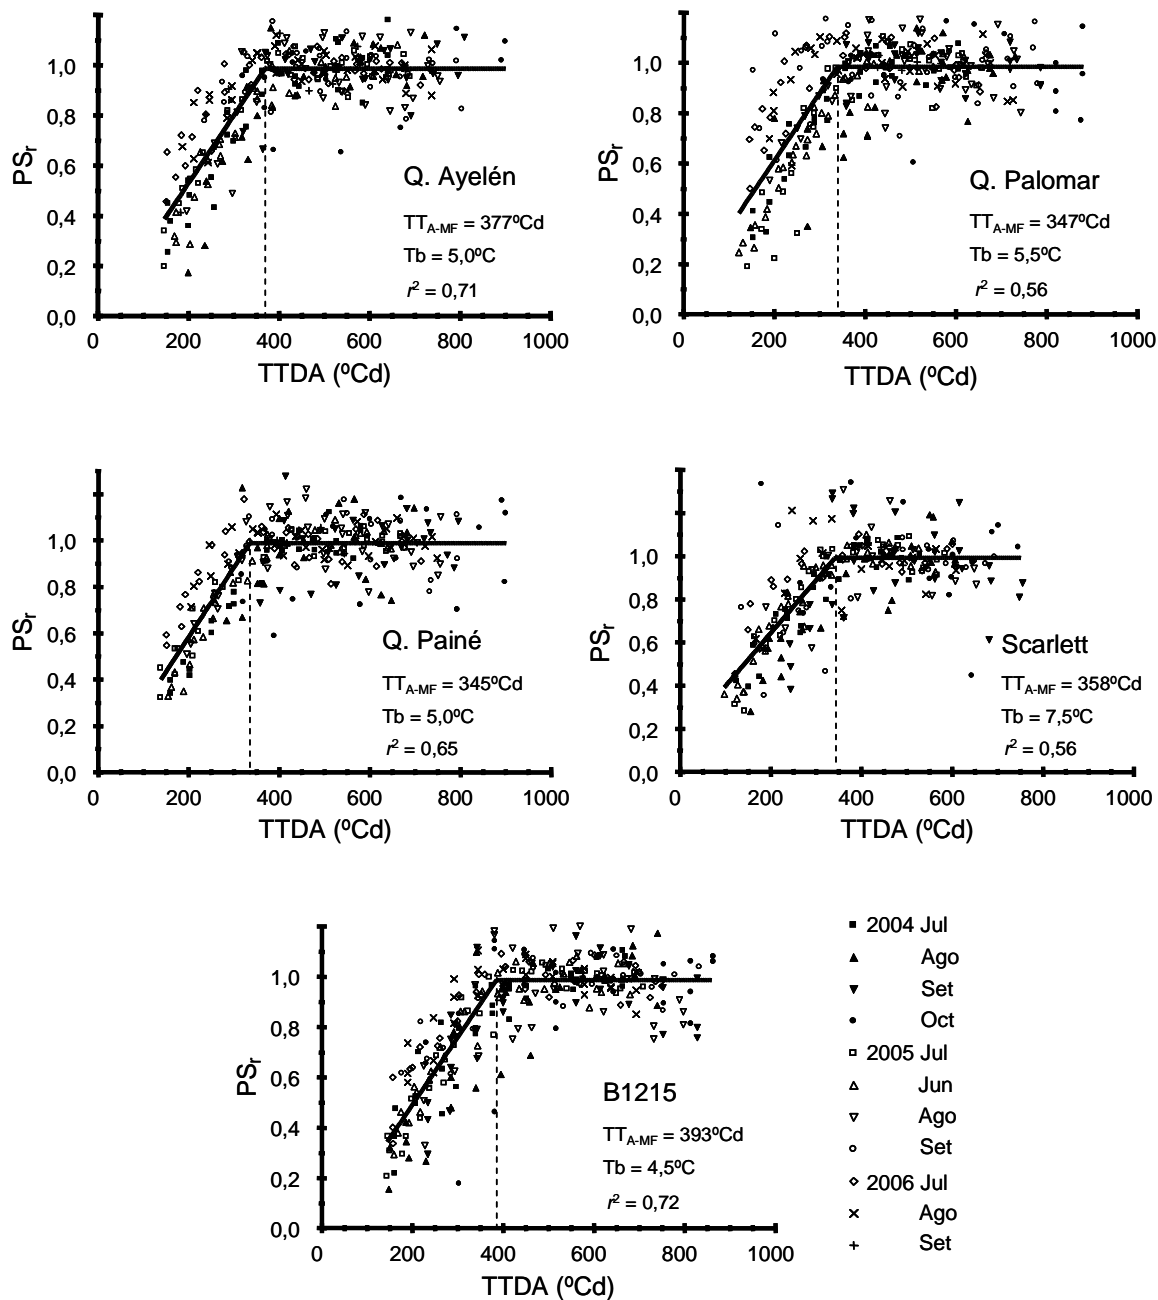 1,0
0,8
0,6
0,4
0,2
0,0
PSr
0 200 400 600 800 1000
TTDA (ºCd)
Q. Ayelén
TTA-MF = 377ºCd
Tb = 5,0ºC
r² = 0,71
1,0
0,8
0,6
0,4
0,2
0,0
PSr
0 200 400 600 800 1000
TTDA (ºCd)
Q. Palomar
TTA-MF = 347ºCd
Tb = 5,5ºC
r² = 0,56
1,0
0,8
0,6
0,4
0,2
0,0
PSr
0 200 400 600 800 1000
TTDA (ºCd)
Q. Painé
TTA-MF = 345ºCd
Tb = 5,0ºC
r² = 0,65
1,0
0,8
0,6
0,4
0,2
0,0
PSr
0 200 400 600 800 1000
TTDA (ºCd)
Scarlett
TTA-MF = 358ºCd
Tb = 7,5ºC
r² = 0,56
1,0
0,8
0,6
0,4
0,2
0,0
PSr
0 200 400 600 800 1000
TTDA (ºCd)
B1215
TTA-MF = 393ºCd
Tb = 4,5ºC
r² = 0,72
2004 Jul
Ago
Set
Oct
2005 Jul
Jun
Ago
Set
2006 Jul
Ago
Set